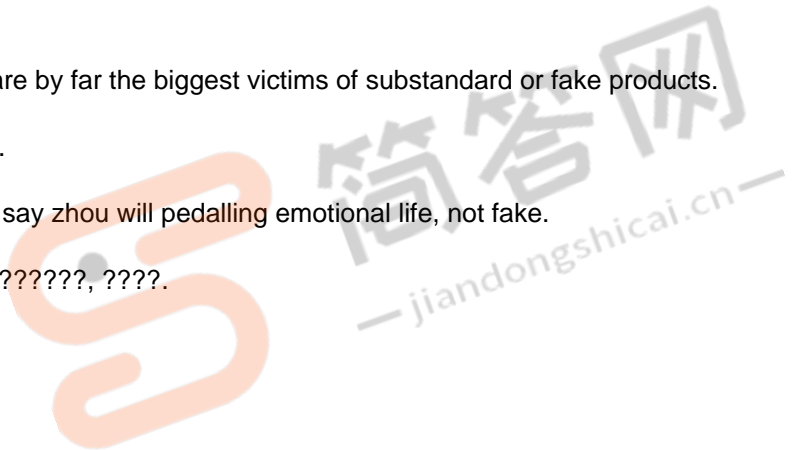 are by far the biggest victims of substandard or fake products.
.
say zhou will pedalling emotional life, not fake.
??????, ????.
简答网
jiandongshicai.cn